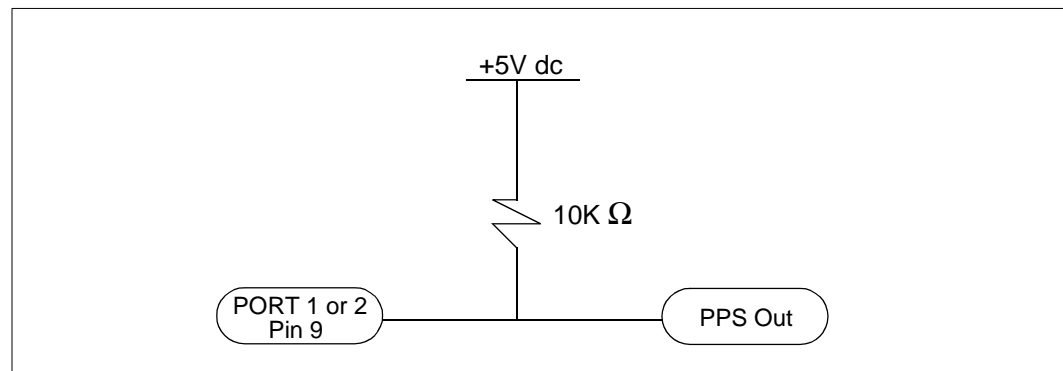 +5V dc
10K Ω
PORT 1 or 2
Pin 9
PPS Out